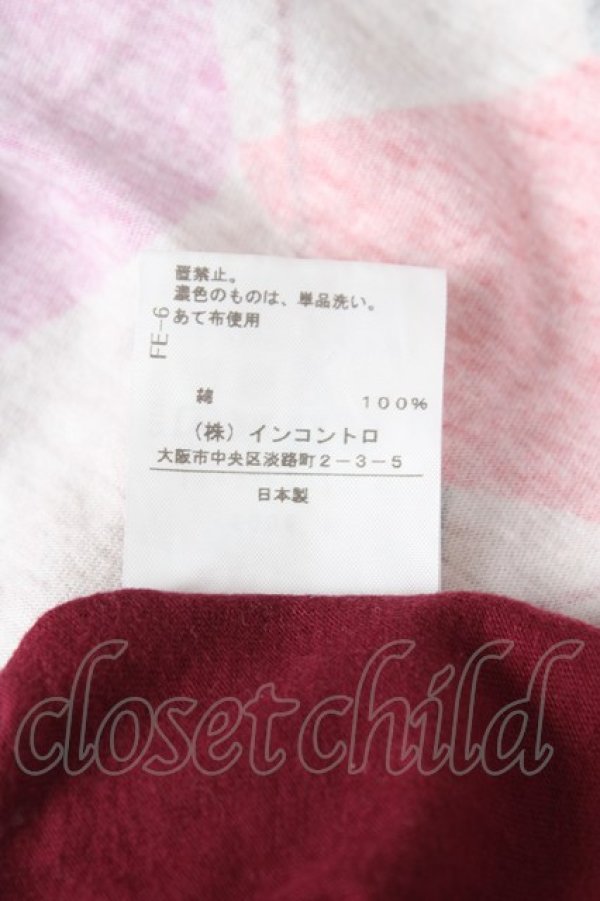 置禁止。
濃色のものは、単品洗い。
あて布使用
FE-6
綿 100%
(株)インコントロ
大阪市中央区淡路町2-3-5
日本製
closet child